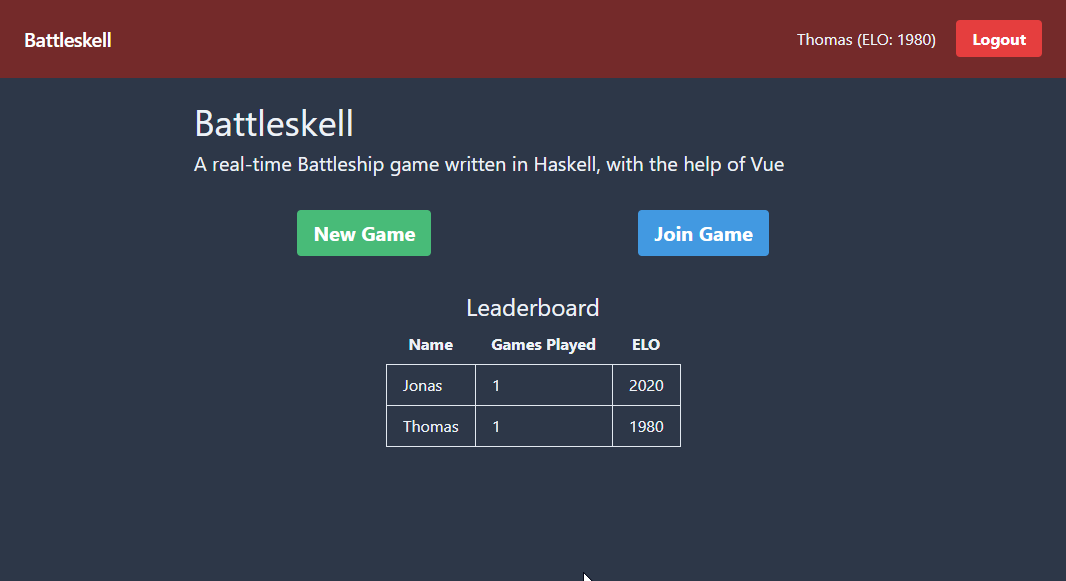 Battleskell
Thomas (ELO: 1980)
Logout
Battleskell
A real-time Battleship game written in Haskell, with the help of Vue
New Game
Join Game
Leaderboard
Name Games Played ELO
Jonas 1 2020
Thomas 1 1980